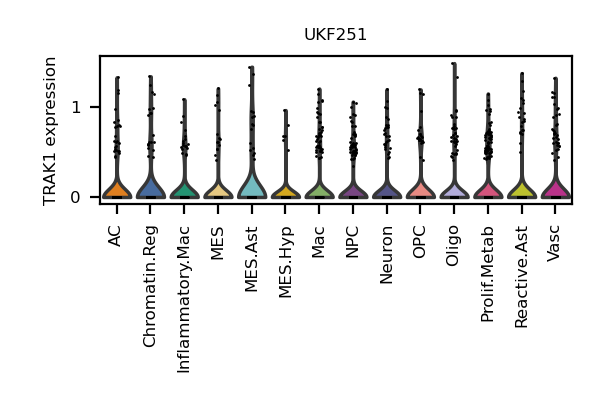 UKF251
TRAK1 expression
1
0
AC
Chromatin.Reg
Inflammatory.Mac
MES
MES.Ast
MES.Hyp
Mac
NPC
Neuron
OPC
Oligo
Prolif.Metab
Reactive.Ast
Vasc